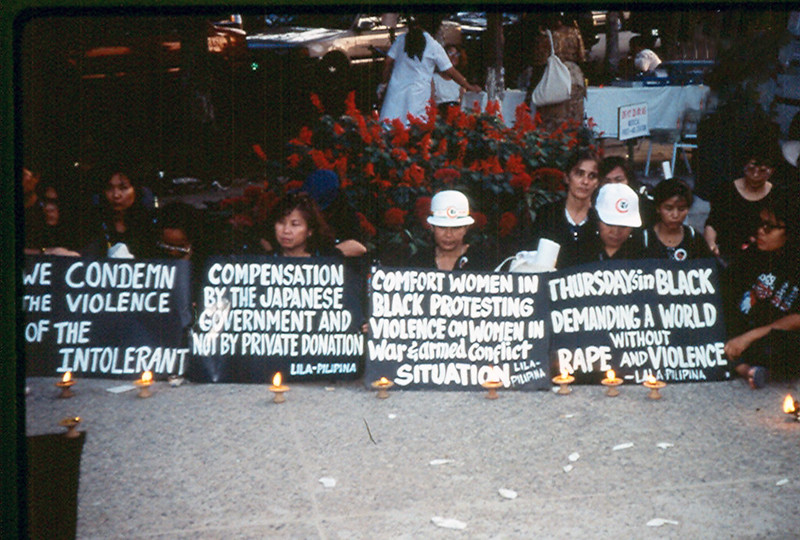 WE CONDEMN
THE VIOLENCE
OF THE
INTOLERANT
COMPENSATION
BY THE JAPANESE
GOVERNMENT AND
NOT BY PRIVATE DONATION
LILA-PILIPINA
COMFORT WOMEN IN
BLACK PROTESTING
VIOLENCE ON WOMEN IN
WAR & ARMED CONFLICT
SITUATION
LILA-
PILIPINA
THURSDAYS in BLACK
DEMANDING A WORLD
WITHOUT
RAPE AND VIOLENCE
-LALA PILIPINA